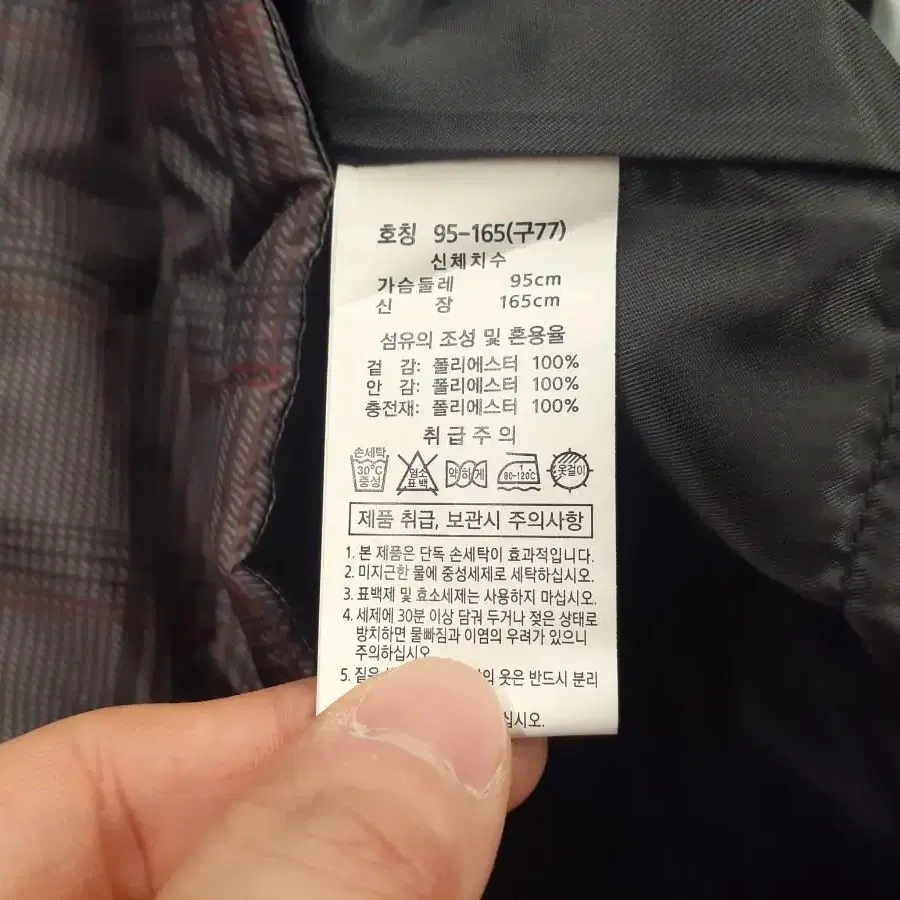 호칭 95-165(구77)
신체치수
가슴둘레 95cm
신 장 165cm
섬유의 조성 및 혼용율
겉 감: 폴리에스터 100%
안 감: 폴리에스터 100%
충전재: 폴리에스터 100%
취급주의
손세탁 30℃ 중성
염소 표백
약하게
1 80-120℃
옷걸이
제품 취급, 보관시 주의사항
1. 본 제품은 단독 손세탁이 효과적입니다.
2. 미지근한 물에 중성세제로 세탁하십시오.
3. 표백제 및 효소세제는 사용하지 마십시오.
4. 세제에 30분 이상 담궈 두거나 젖은 상태로
방치하면 물빠짐과 이염의 우려가 있으니
주의하십시오.
5. 짙은 옷은 반드시 분리
십시오.